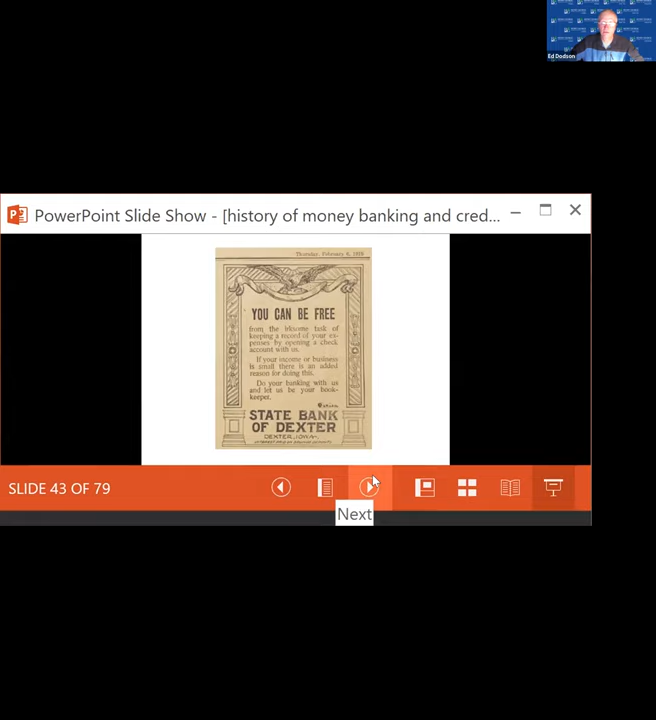 Ed Dodson
PowerPoint Slide Show - [history of money banking and cred...
Thursday, February 6, 
YOU CAN BE FREE
from the irksome task of
keeping a record of your ex-
penses by opening a check
account with us.
If your income or business
is small there is an added
reason for doing this.
Do your banking with us
and let us be your book-
keeper.
STATE BANK
OF DEXTER
DEXTER, IOWA.
SLIDE 43 OF 79
Next